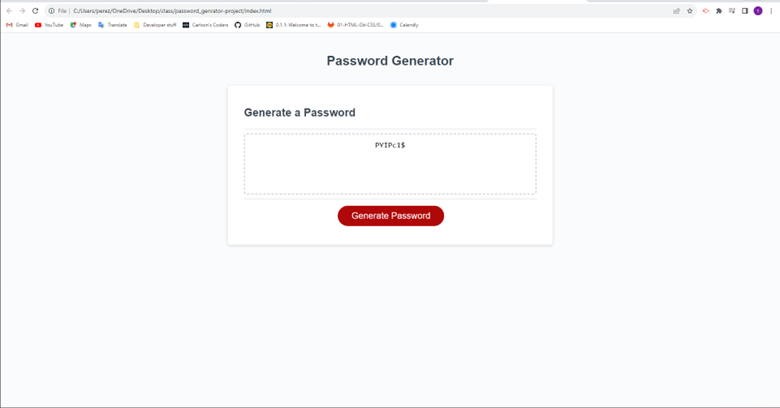 File C:/Users/perez/OneDrive/Desktop/class/password_genrator-project/index.html
Gmail YouTube Maps Translate Developer stuff Carlson's Coders GitHub 0.1.1: Welcome to t... 01-HTML-Git-CSS/0... Calendly
Password Generator
Generate a Password
PYIPc1$
Generate Password